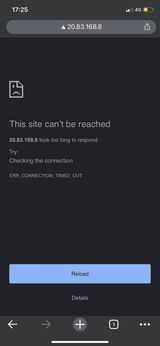 17:25
4G
20.83.168.8
This site can't be reached
20.83.168.8 took too long to respond.
Try:
Checking the connection
ERR_CONNECTION_TIMED_OUT
Reload
Details
1